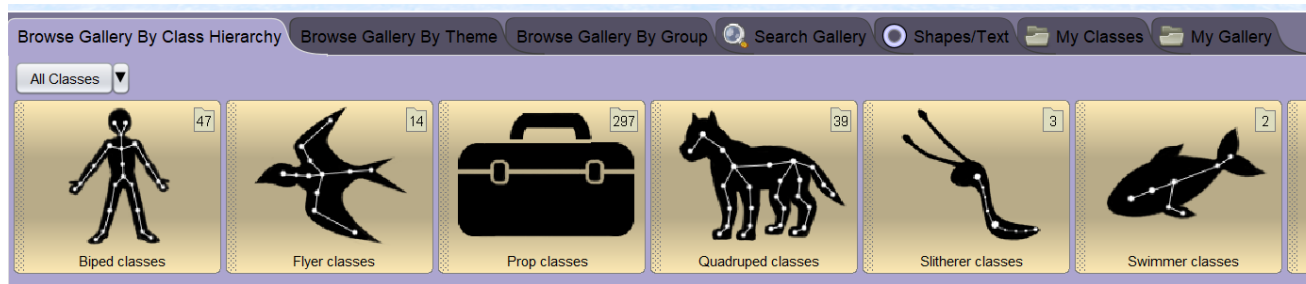 Browse Gallery By Class Hierarchy Browse Gallery By Theme Browse Gallery By Group Search Gallery Shapes/Text My Classes My Gallery
All Classes
47 14 297 39 3 2
Biped classes Flyer classes Prop classes Quadruped classes Slitherer classes Swimmer classes